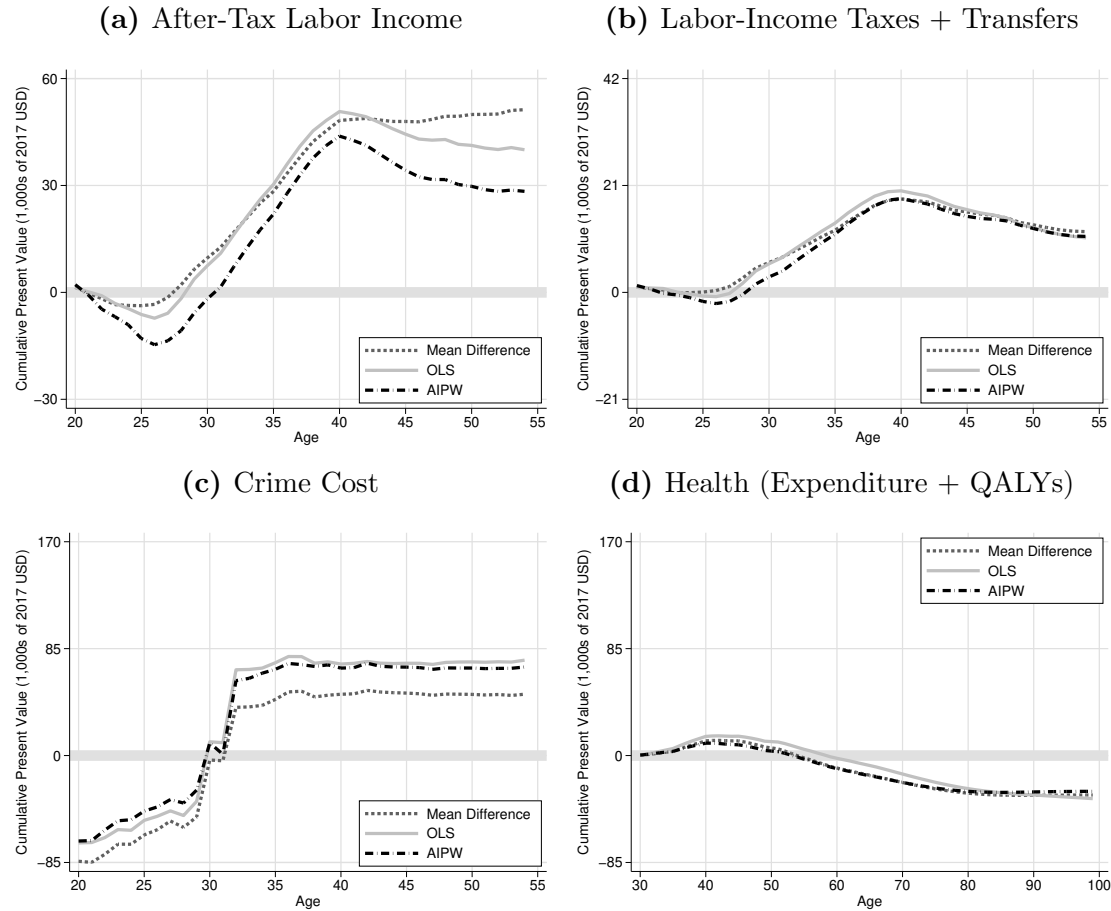 (a) After-Tax Labor Income
Cumulative Present Value (1,000s of 2017 USD)
60
30
0
−30
20 25 30 35 40 45 50 55
Age
Mean Difference
OLS
AIPW
(b) Labor-Income Taxes + Transfers
Cumulative Present Value (1,000s of 2017 USD)
42
21
0
−21
20 25 30 35 40 45 50 55
Age
Mean Difference
OLS
AIPW
(c) Crime Cost
Cumulative Present Value (1,000s of 2017 USD)
170
85
0
−85
20 25 30 35 40 45 50 55
Age
Mean Difference
OLS
AIPW
(d) Health (Expenditure + QALYs)
Cumulative Present Value (1,000s of 2017 USD)
170
85
0
−85
30 40 50 60 70 80 90 100
Age
Mean Difference
OLS
AIPW